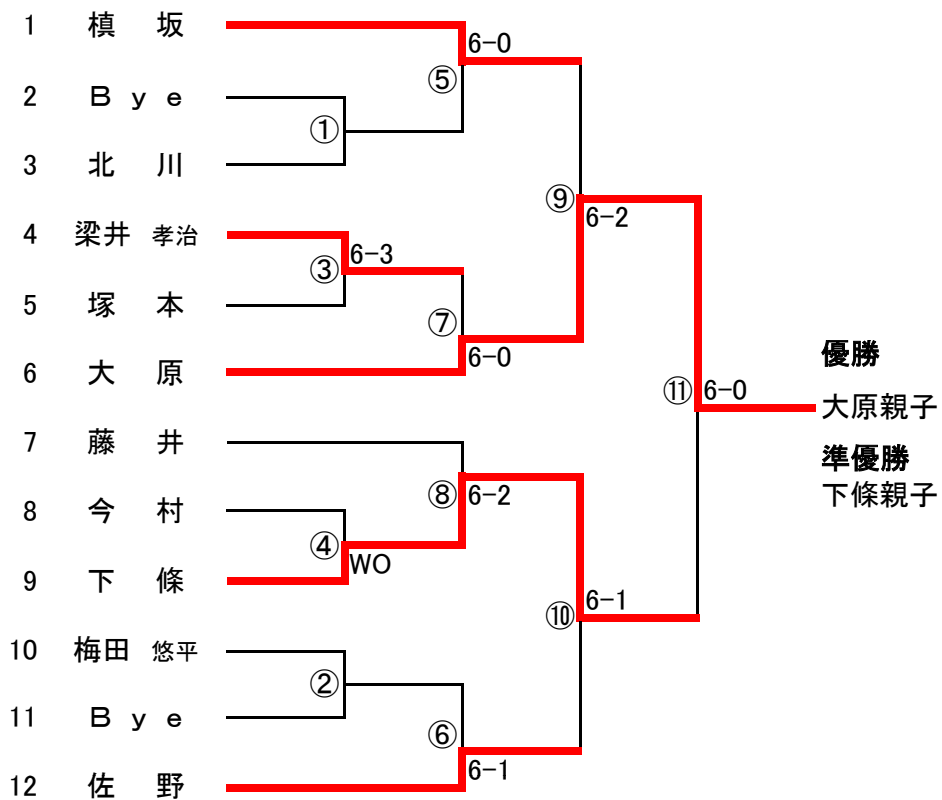 1 槙 坂
6-0
⑤
2 B y e
①
3 北 川
⑨
6-2
4 梁井 孝治
6-3
③
5 塚 本
⑦
6-0
6 大 原
優勝
⑪
6-0
大原親子
7 藤 井
準優勝
⑧
6-2
下條親子
8 今 村
④
WO
9 下 條
6-1
⑩
10 梅田 悠平
②
11 B y e
⑥
6-1
12 佐 野